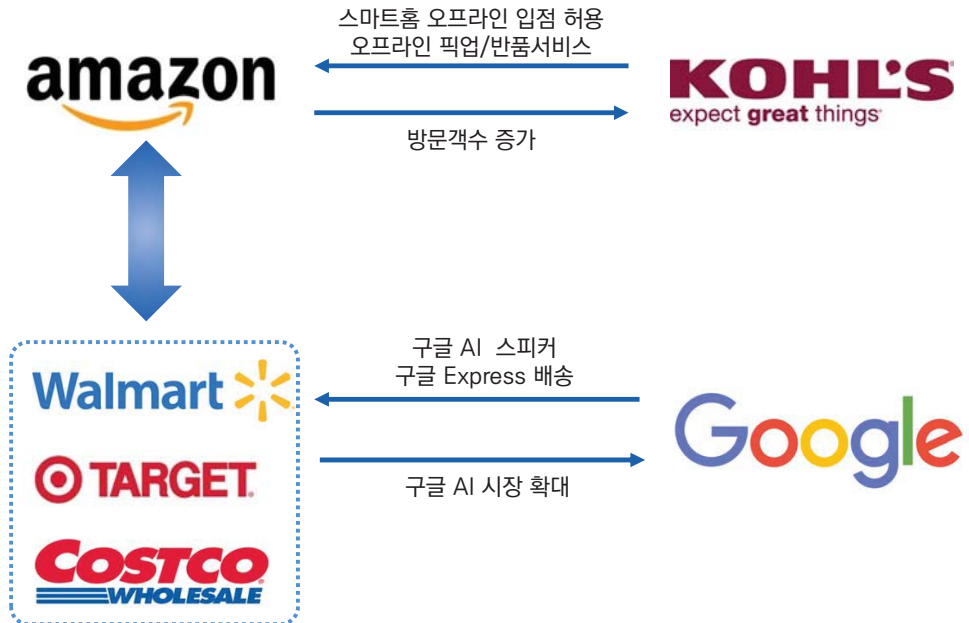 스마트홈 오프라인 입점 허용
오프라인 픽업/반품서비스
amazon
KOHL'S
expect great things
방문객수 증가
구글 AI 스피커
구글 Express 배송
Walmart
Google
TARGET
구글 AI 시장 확대
COSTCO
WHOLESALE